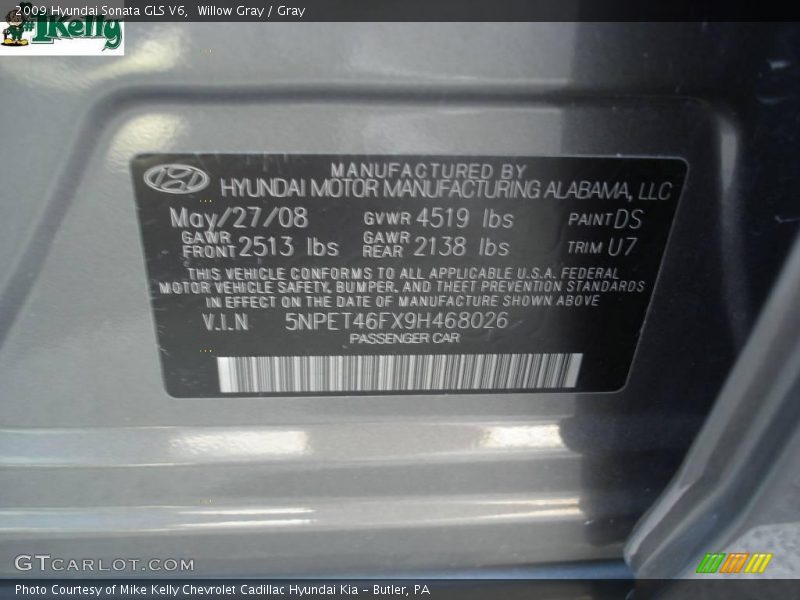 2009 Hyundai Sonata GLS V6,  Willow Gray / Gray
Kelly
MANUFACTURED BY
HYUNDAI MOTOR MANUFACTURING ALABAMA, LLC
May/27/08 GVWR 4519 lbs PAINT DS
GAWR FRONT 2513 lbs GAWR REAR 2138 lbs TRIM U7
THIS VEHICLE CONFORMS TO ALL APPLICABLE U.S.A. FEDERAL
MOTOR VEHICLE SAFETY, BUMPER, AND THEFT PREVENTION STANDARDS
IN EFFECT ON THE DATE OF MANUFACTURE SHOWN ABOVE
V.I.N 5NPET46FX9H468026
PASSENGER CAR
GTCARLOT.COM
Photo Courtesy of Mike Kelly Chevrolet Cadillac Hyundai Kia – Butler, PA